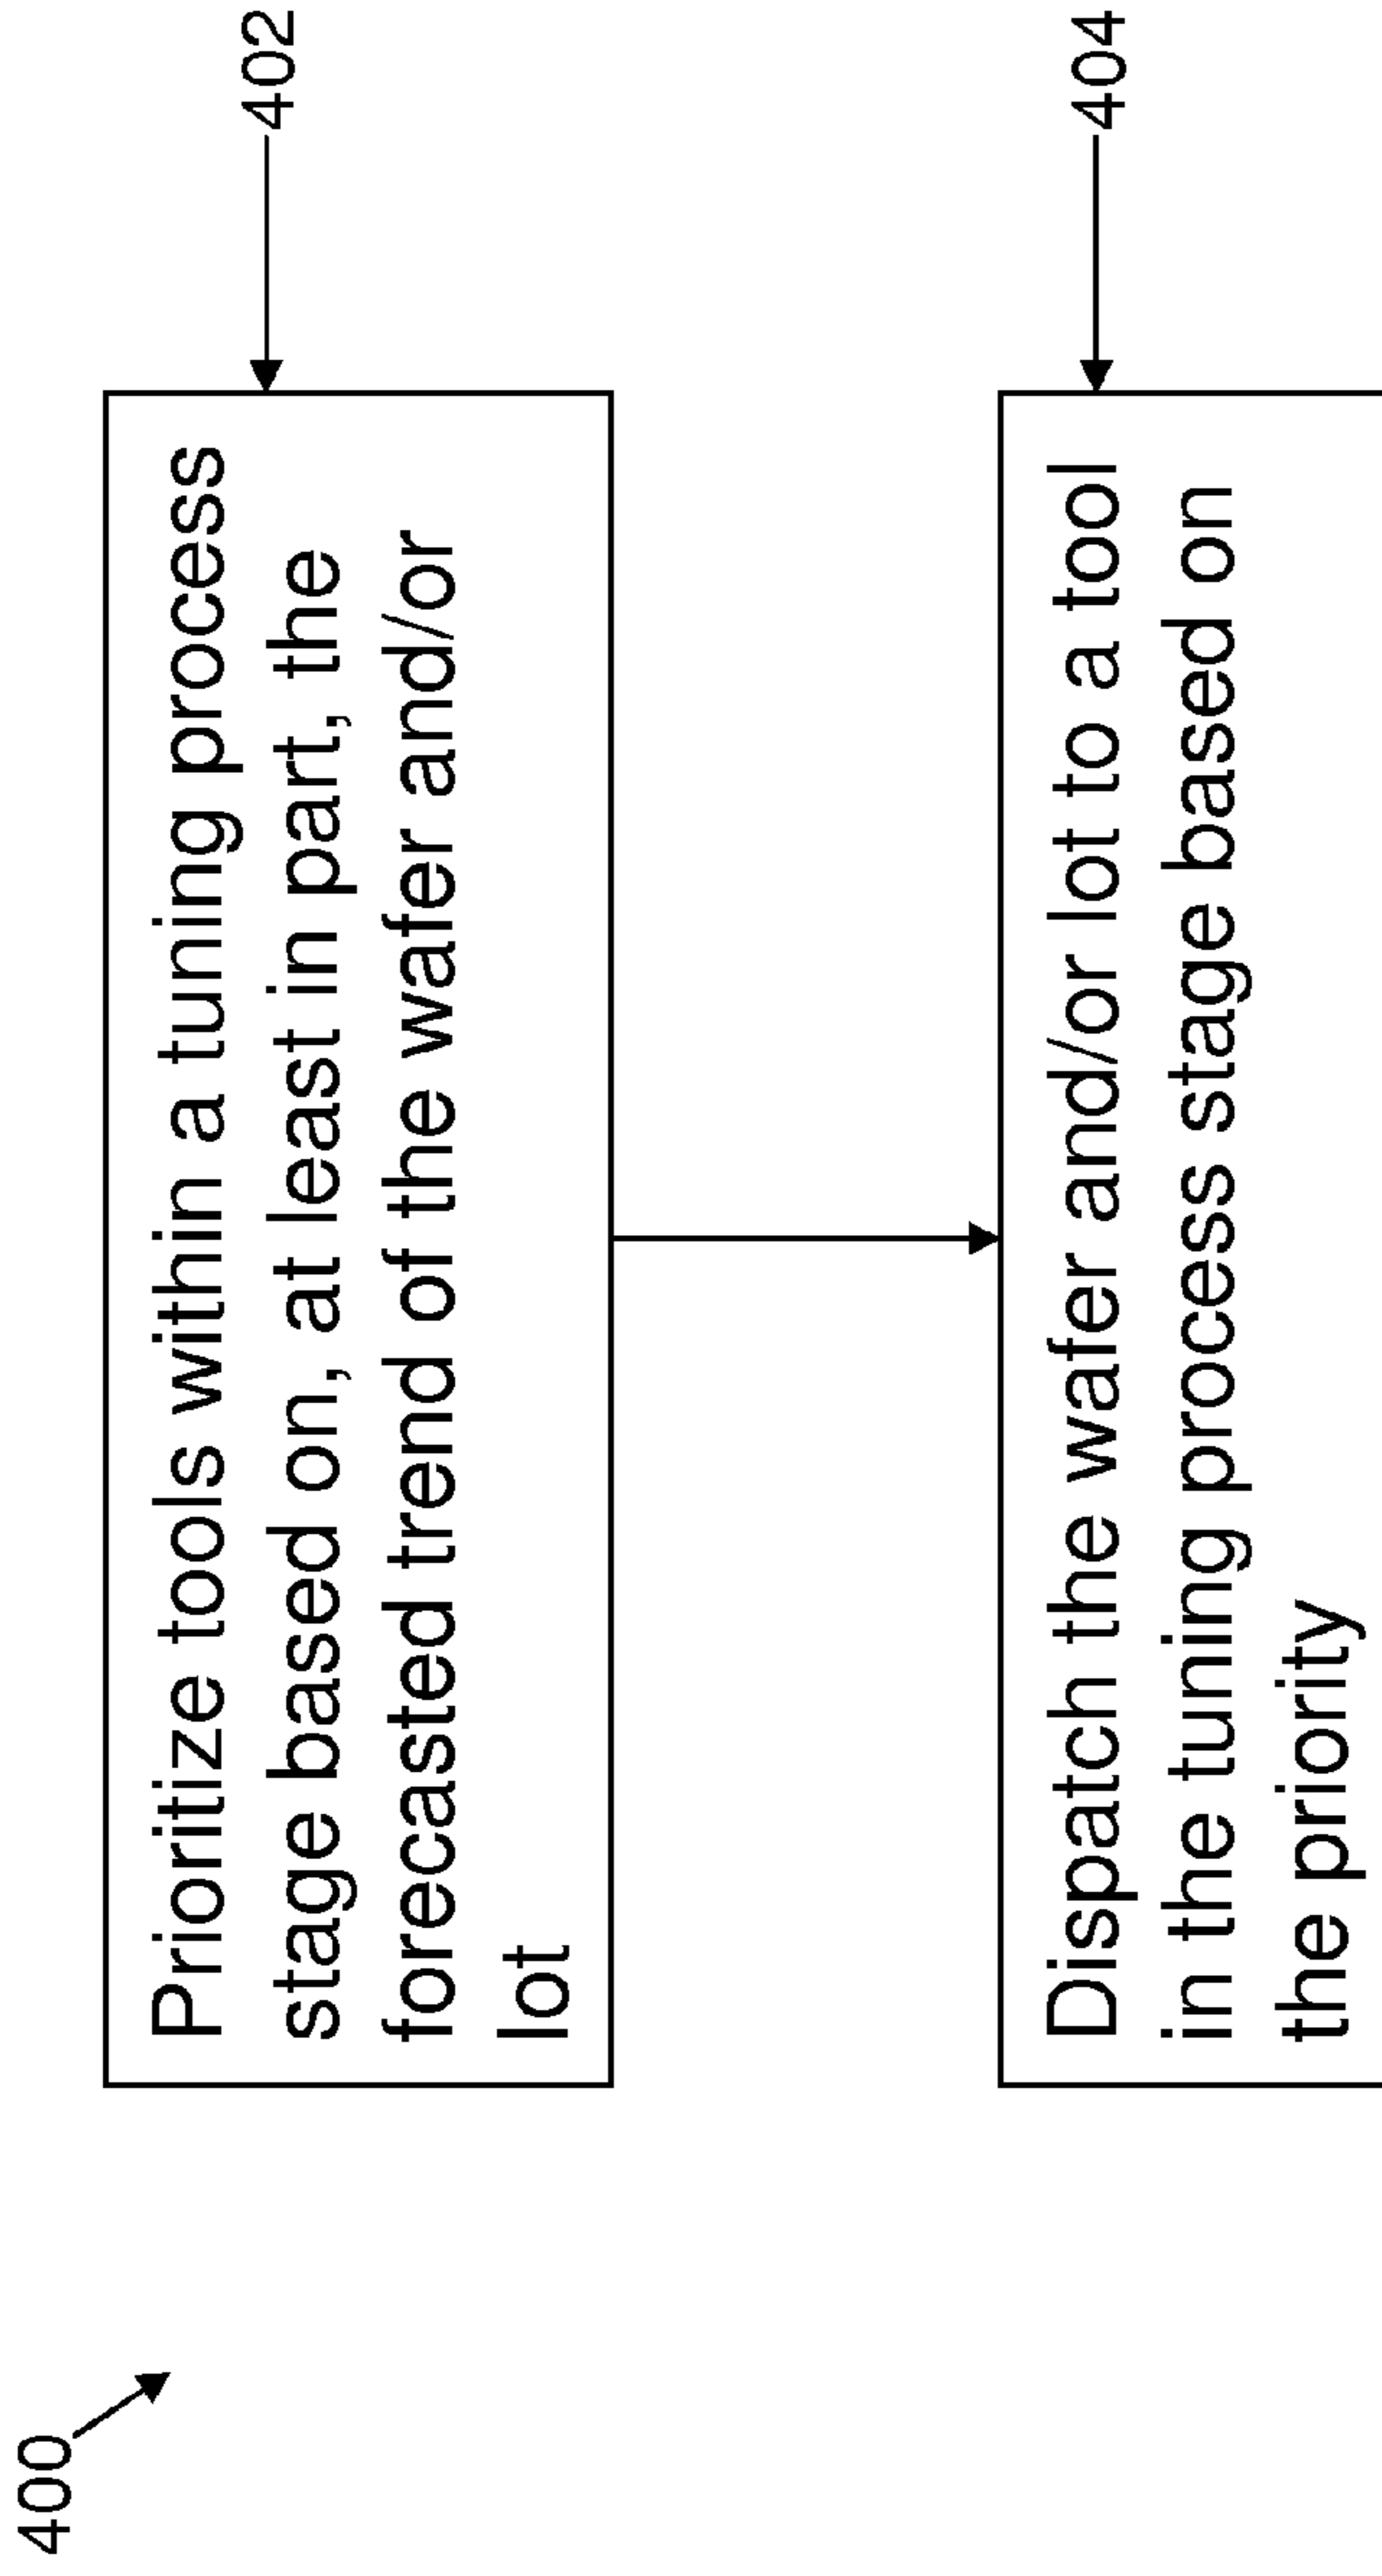 400
Prioritize tools within a tuning process
stage based on, at least in part, the
forecasted trend of the wafer and/or
lot
402
Dispatch the wafer and/or lot to a tool
in the tuning process stage based on
the priority
404